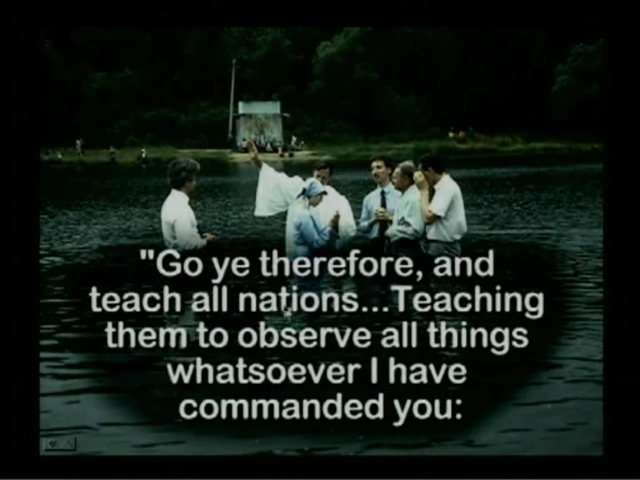 "Go ye therefore, and
teach all nations...Teaching
them to observe all things
whatsoever I have
commanded you: